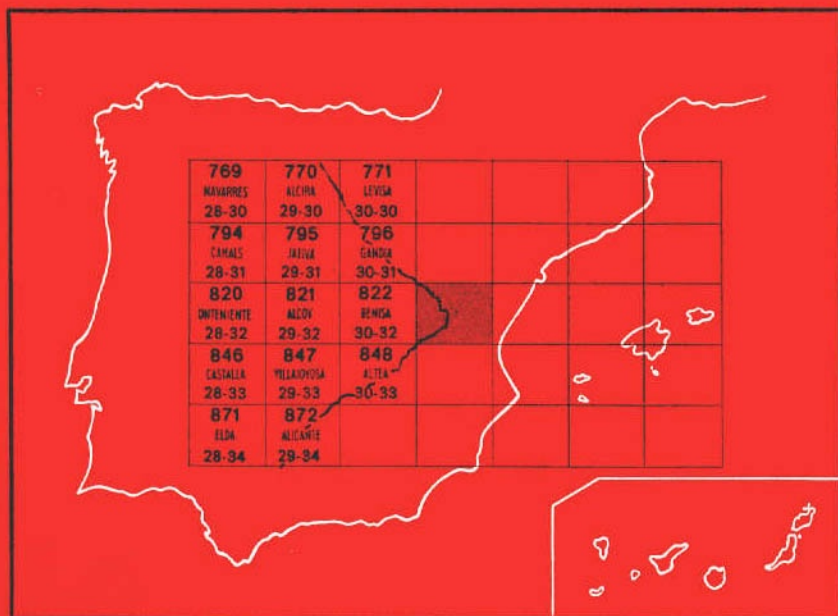 769 770 771
NAVARRES ALCIRA LEVISA
28-30 29-30 30-30
794 795 796
CANALS JATIVA GANDIA
28-31 29-31 30-31
820 821 822
ONTENIENTE ALCOY BENISA
28-32 29-32 30-32
846 847 848
CASTALLA VILLAJOYOSA ALTEA
28-33 29-33 30-33
871 872
ELDA ALICANTE
28-34 29-34